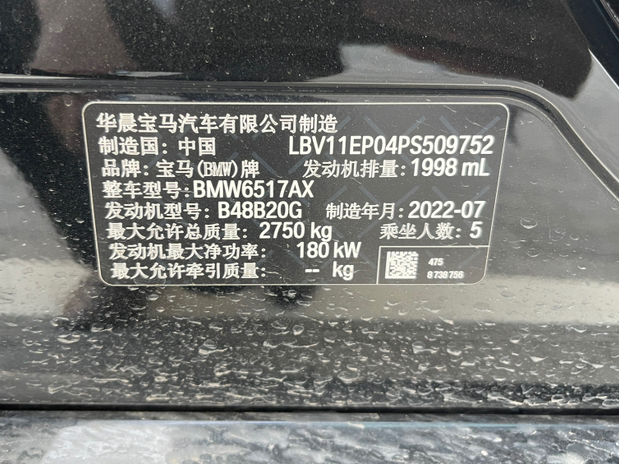 华晨宝马汽车有限公司制造
制造国: 中国 LBV11EP04PS509752
品牌: 宝马(BMW)牌 发动机排量: 1998 mL
整车型号: BMW6517AX
发动机型号: B48B20G 制造年月: 2022-07
最大允许总质量: 2750 kg 乘坐人数: 5
发动机最大净功率: 180 kW
最大允许牵引质量: -- kg
475
8 738 756